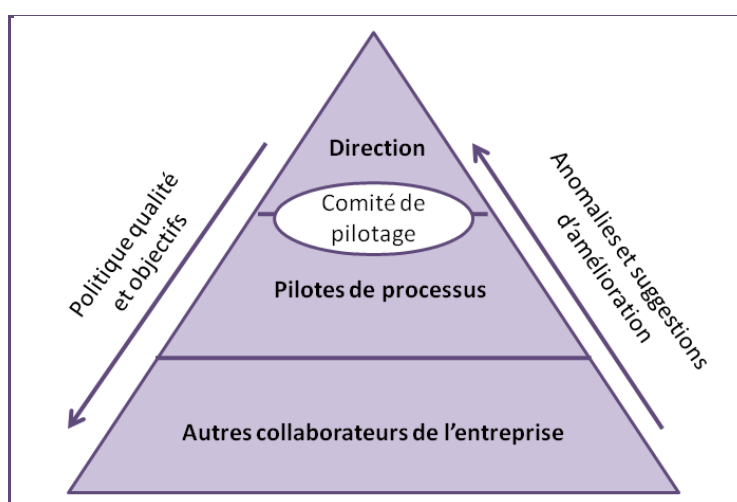 Direction
Comité de
pilotage
Pilotes de processus
Autres collaborateurs de l'entreprise
Politique qualité
et objectifs
Anomalies et suggestions
d'amélioration